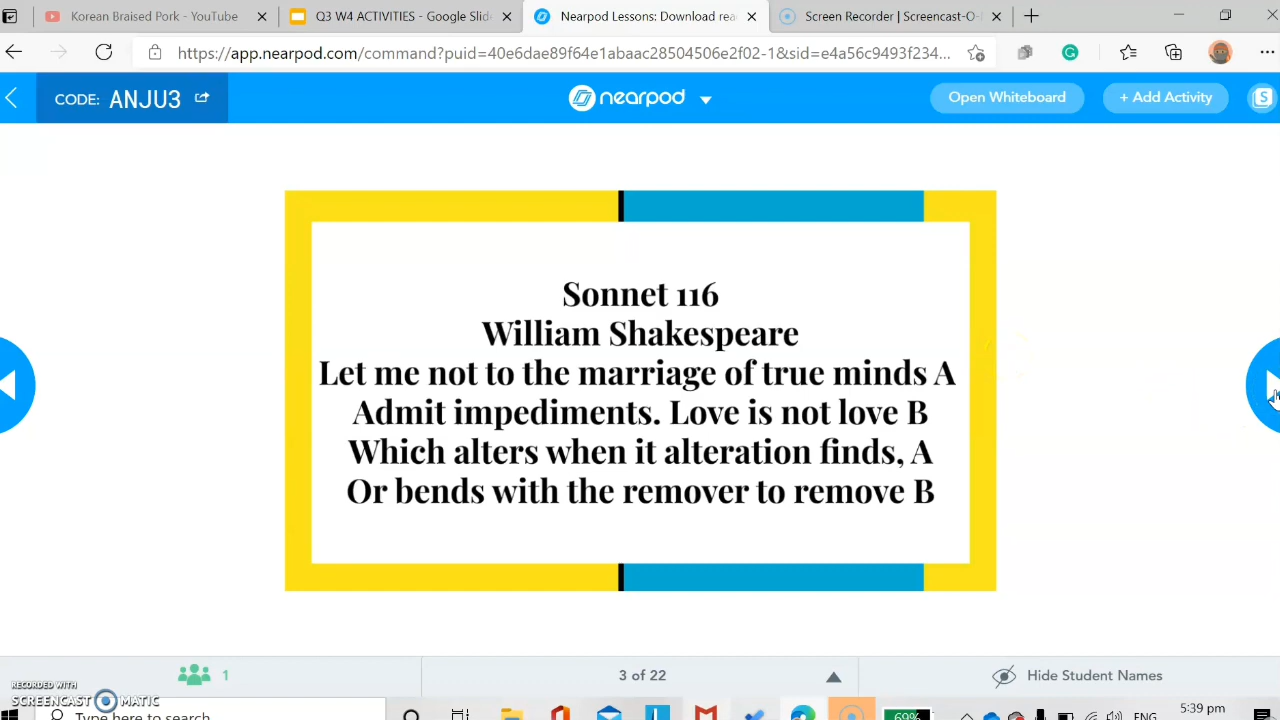 Korean Braised Pork - YouTube
Q3 W4 ACTIVITIES - Google Slid
Nearpod Lessons: Download rea
Screen Recorder | Screencast-O-
https://app.nearpod.com/command?puid=40e6dae89f64e1abaac28504506e2f02-1&sid=e4a56c9493f234...
CODE: ANJU3
nearpod
Open Whiteboard
+ Add Activity
S
Sonnet 116
William Shakespeare
Let me not to the marriage of true minds A
Admit impediments. Love is not love B
Which alters when it alteration finds, A
Or bends with the remover to remove B
1
3 of 22
Hide Student Names
RECORDED WITH
SCREENCAST MATIC
Type here to search
69%
5:39 pm